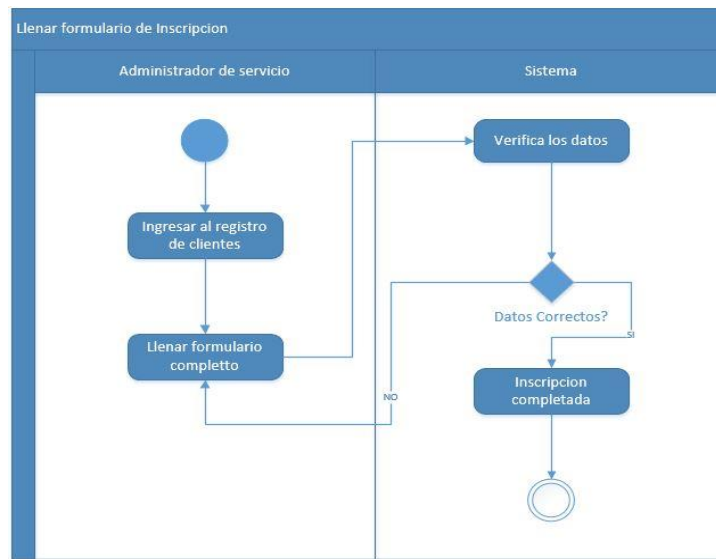 Llenar formulario de Inscripcion
Administrador de servicio
Sistema
Verifica los datos
Ingresar al registro
de clientes
Datos Correctos?
SI
Llenar formulario
completto
Inscripcion
completada
NO